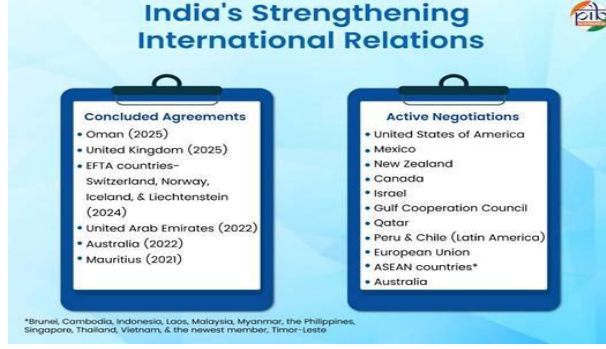 India's Strengthening
International Relations
pib
Concluded Agreements
• Oman (2025)
• United Kingdom (2025)
• EFTA countries-
Switzerland, Norway,
Iceland, & Liechtenstein
(2024)
• United Arab Emirates (2022)
• Australia (2022)
• Mauritius (2021)
Active Negotiations
• United States of America
• Mexico
• New Zealand
• Canada
• Israel
• Gulf Cooperation Council
• Qatar
• Peru & Chile (Latin America)
• European Union
• ASEAN countries*
• Australia
*Brunei, Cambodia, Indonesia, Laos, Malaysia, Myanmar, the Philippines,
Singapore, Thailand, Vietnam, & the newest member, Timor-Leste